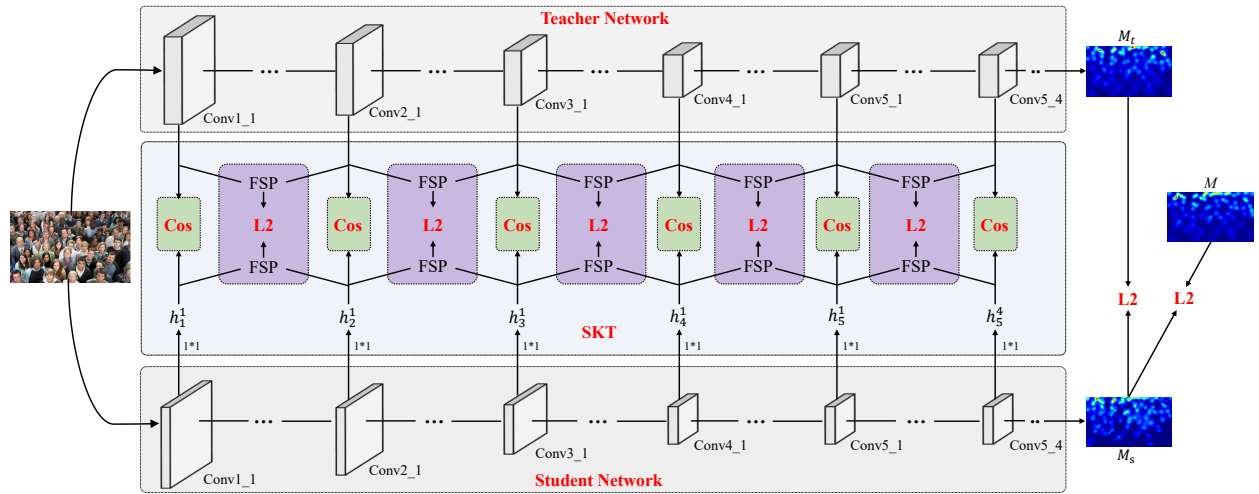 Teacher Network
Conv1_1 Conv2_1 Conv3_1 Conv4_1 Conv5_1 Conv5_4
... ... ... ... ... ..
$M_t$
FSP FSP FSP FSP FSP
Cos L2 Cos L2 Cos L2 Cos L2 Cos L2 Cos
FSP FSP FSP FSP FSP
$M$
L2 L2
$h_1^1$ $h_2^1$ $h_3^1$ $h_4^1$ $h_5^1$ $h_5^4$
SKT
1*1 1*1 1*1 1*1 1*1 1*1
... ... ... ... ... ..
Conv1_1 Conv2_1 Conv3_1 Conv4_1 Conv5_1 Conv5_4
$M_s$
Student Network